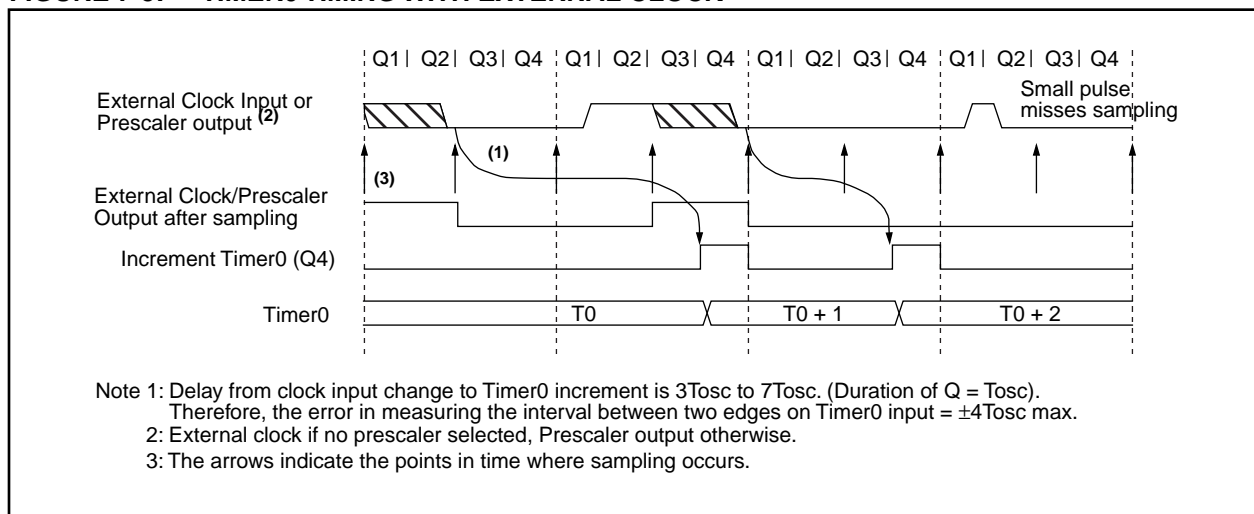 Q1| Q2| Q3| Q4 Q1| Q2| Q3| Q4 Q1| Q2| Q3| Q4 Q1| Q2| Q3| Q4
External Clock Input or
Prescaler output (2)
Small pulse
misses sampling
(1)
(3)
External Clock/Prescaler
Output after sampling
Increment Timer0 (Q4)
Timer0 T0 T0 + 1 T0 + 2
Note 1: Delay from clock input change to Timer0 increment is 3Tosc to 7Tosc. (Duration of Q = Tosc).
Therefore, the error in measuring the interval between two edges on Timer0 input = ±4Tosc max.
2: External clock if no prescaler selected, Prescaler output otherwise.
3: The arrows indicate the points in time where sampling occurs.